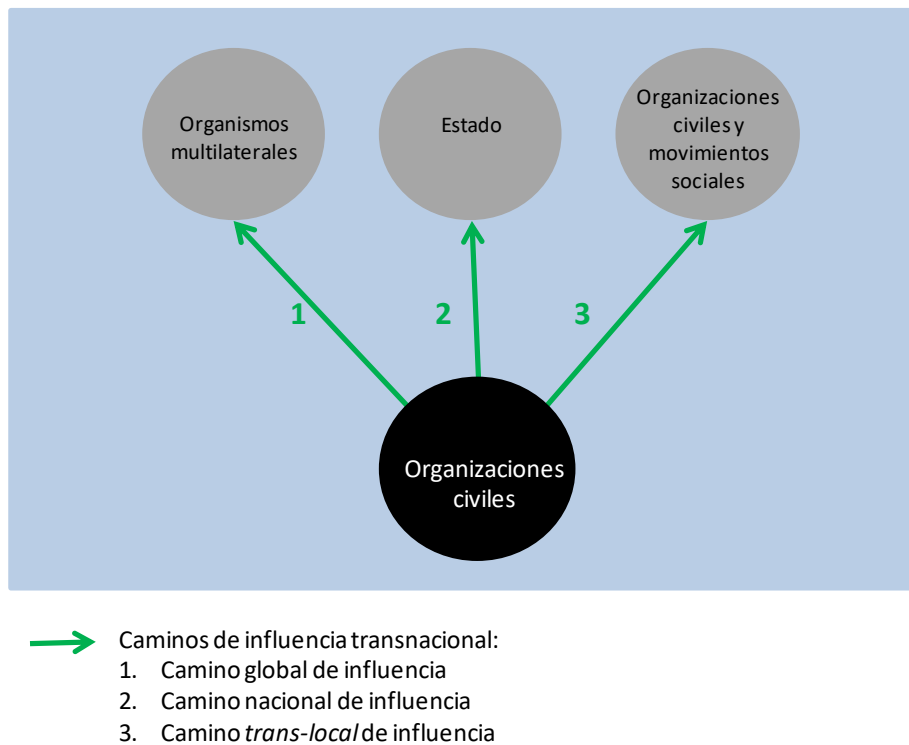 Organismos
multilaterales
Estado
Organizaciones
civiles y
movimientos
sociales
1
2
3
Organizaciones
civiles
Caminos de influencia transnacional:
1. Camino global de influencia
2. Camino nacional de influencia
3. Camino trans-local de influencia